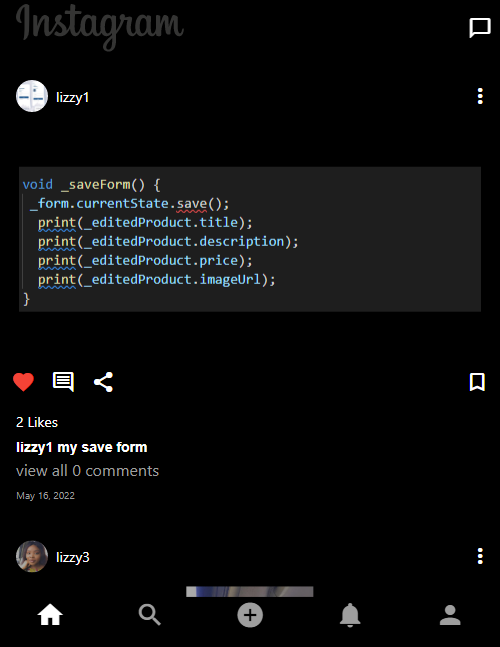 Instagram
lizzy1
void _saveForm() {
_form.currentState.save();
print(_editedProduct.title);
print(_editedProduct.description);
print(_editedProduct.price);
print(_editedProduct.imageUrl);
}
2 Likes
lizzy1 my save form
view all 0 comments
May 16, 2022
lizzy3